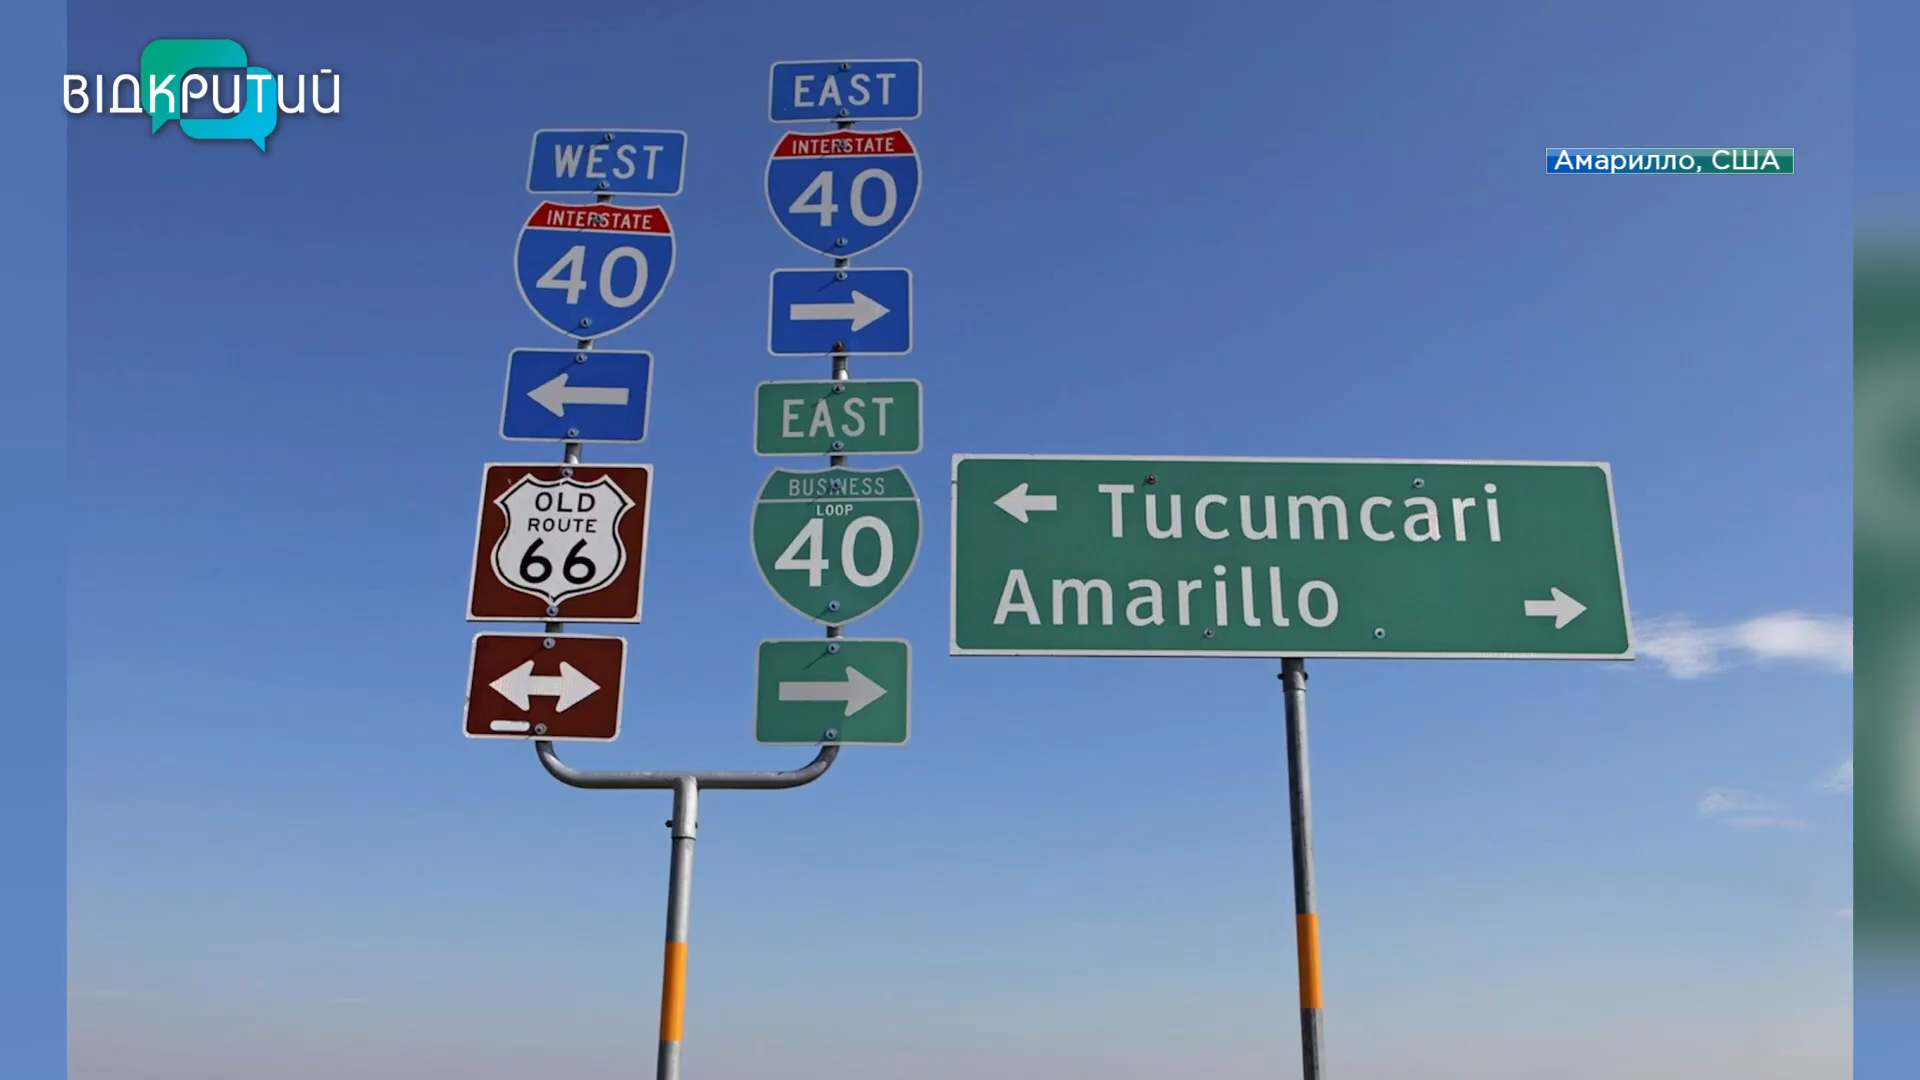 ВІДКРИТИЙ
Амарилло, США
WEST
INTERSTATE
40
OLD
ROUTE
66
EAST
INTERSTATE
40
EAST
BUSINESS
LOOP
40
Tucumcari
Amarillo